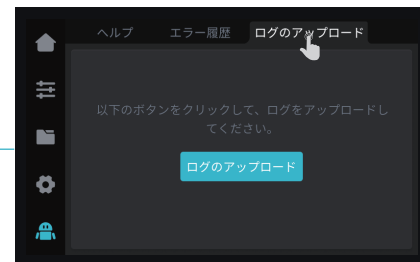 ヘルプ エラー履歴 ログのアップロード
以下のボタンをクリックして、ログをアップロードし
てください。
ログのアップロード